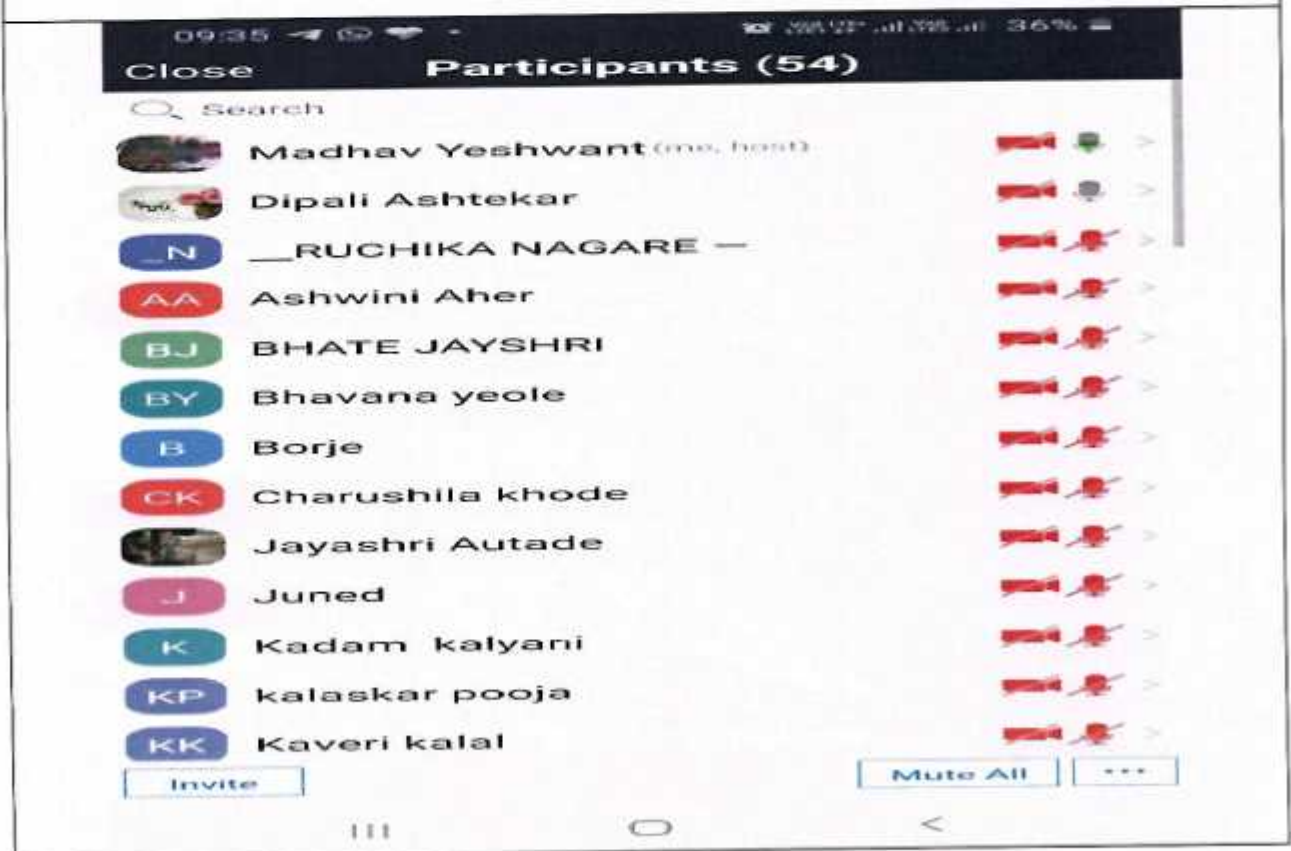 09:35 36%
Close Participants (54)
Search
Madhav Yeshwant (me, host)
Dipali Ashtekar
_N __RUCHIKA NAGARE —
AA Ashwini Aher
BJ BHATE JAYSHRI
BY Bhavana yeole
B Borje
CK Charushila khode
Jayashri Autade
J Juned
K Kadam kalyani
KP kalaskar pooja
KK Kaveri kalal
Invite Mute All ...